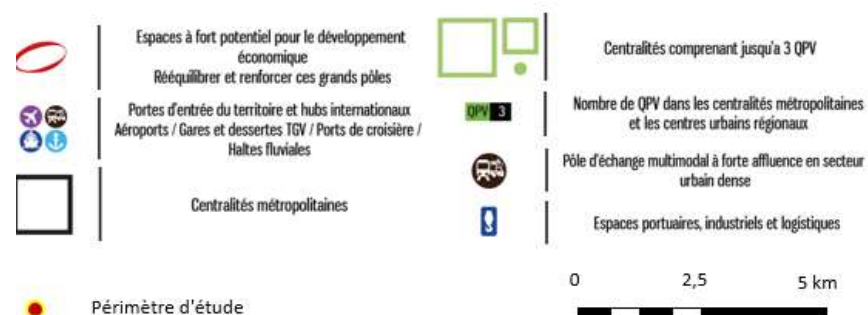 Espaces à fort potentiel pour le développement
économique
Rééquilibrer et renforcer ces grands pôles
Portes d'entrée du territoire et hubs internationaux
Aéroports / Gares et dessertes TGV / Ports de croisière /
Haltes fluviales
Centralités métropolitaines
Centralités comprenant jusqu'a 3 QPV
QPV 3
Nombre de QPV dans les centralités métropolitaines
et les centres urbains régionaux
Pôle d'échange multimodal à forte affluence en secteur
urbain dense
Espaces portuaires, industriels et logistiques
Périmètre d'étude
0 2,5 5 km